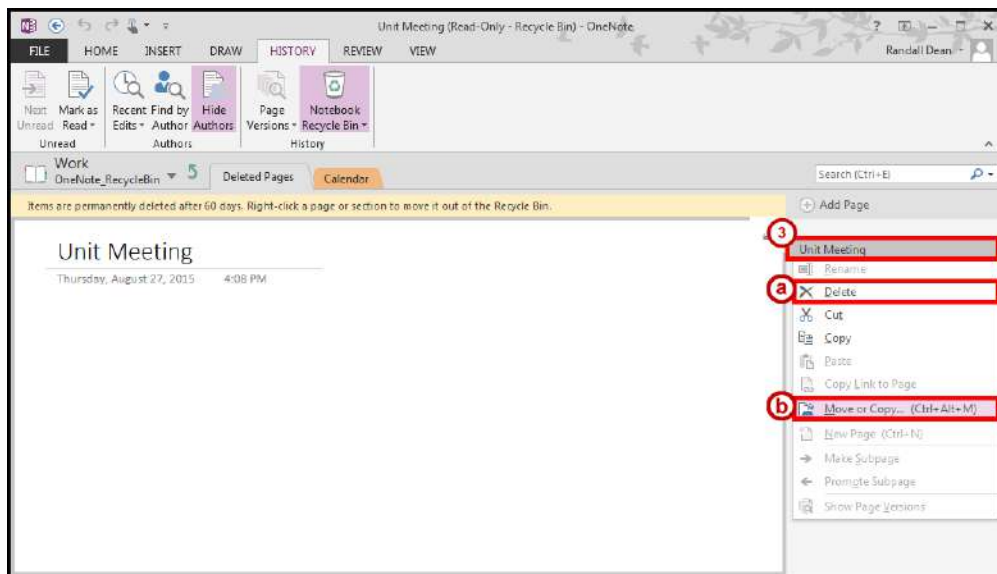 Unit Meeting (Read-Only - Recycle Bin) - OneNote
?
FILE HOME INSERT DRAW HISTORY REVIEW VIEW
Randall Dean
Next Unread
Mark as Read
Recent Edits
Find by Author
Hide Authors
Page Versions
Notebook Recycle Bin
Unread Authors History
Work
OneNote_RecycleBin
Deleted Pages
Calendar
Search (Ctrl+E)
Items are permanently deleted after 60 days. Right-click a page or section to move it out of the Recycle Bin.
Add Page
Unit Meeting
Thursday, August 27, 2015 4:08 PM
3
Unit Meeting
Rename
a
Delete
Cut
Copy
Paste
Copy Link to Page
b
Move or Copy... (Ctrl+Alt+M)
New Page (Ctrl+N)
Make Subpage
Promote Subpage
Show Page Versions